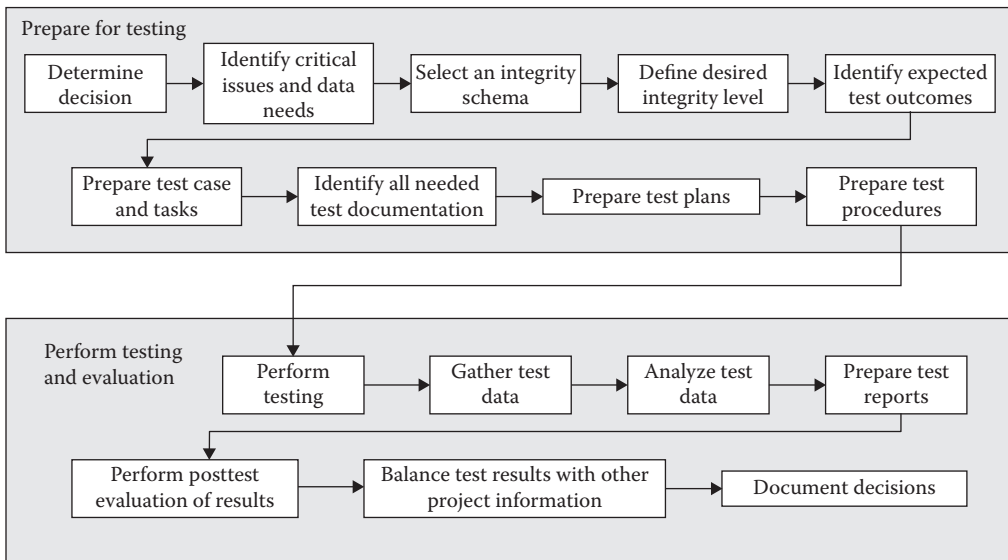 Prepare for testing
Determine
decision
Identify critical
issues and data
needs
Select an integrity
schema
Define desired
integrity level
Identify expected
test outcomes
Prepare test case
and tasks
Identify all needed
test documentation
Prepare test plans
Prepare test
procedures
Perform testing
and evaluation
Perform
testing
Gather test
data
Analyze test
data
Prepare test
reports
Perform posttest
evaluation of results
Balance test results with other
project information
Document decisions